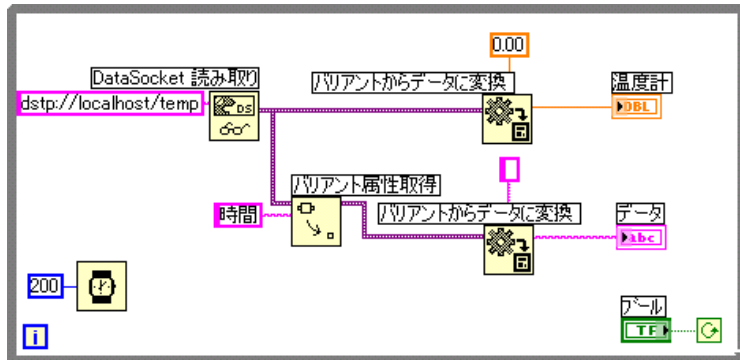 0.00
DataSocket 読み取り
バリアントからデータに変換
温度計
dstp://localhost/temp
DS
DBL
バリアント属性取得
時間
バリアントからデータに変換
データ
abc
200
ブール
TF
i